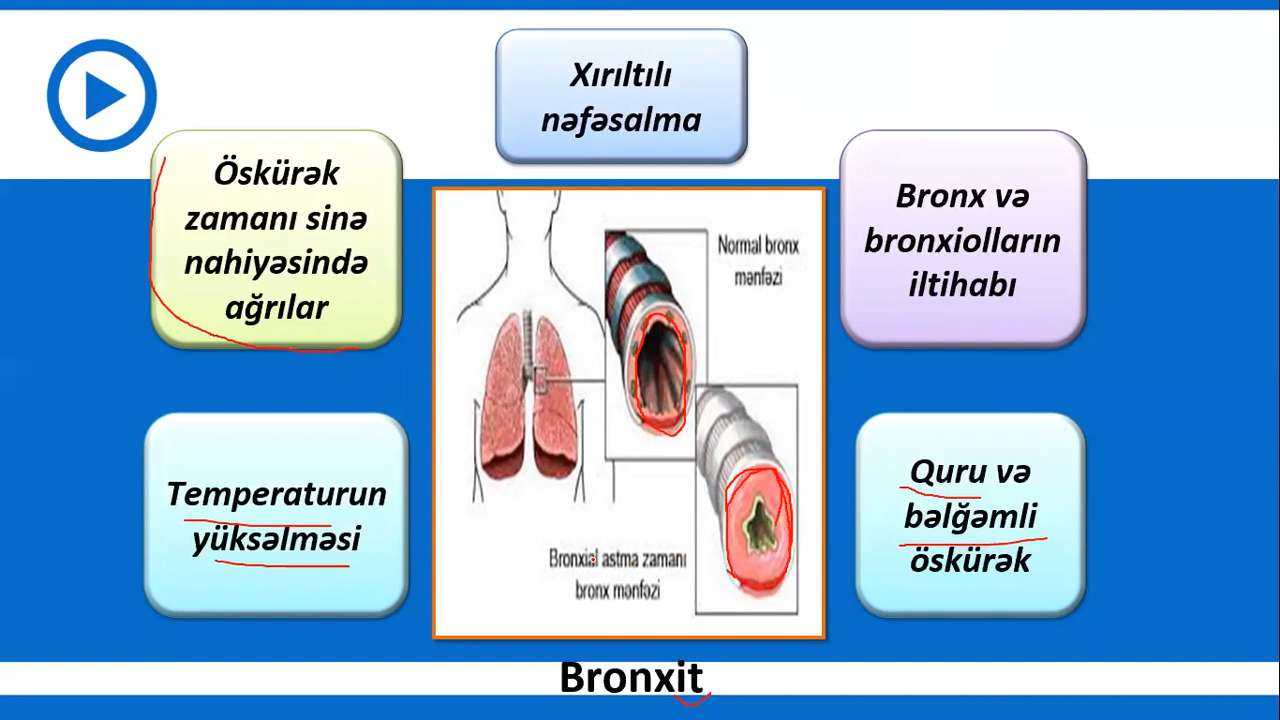 Xırıltılı
nəfəsalma
Öskürək
zamanı sinə
nahiyəsində
ağrılar
Bronx və
bronxiolların
iltihabı
Normal bronx
mənfəzi
Temperaturun
yüksəlməsi
Quru və
bəlğəmli
öskürək
Bronxial astma zamanı
bronx mənfəzi
Bronxit